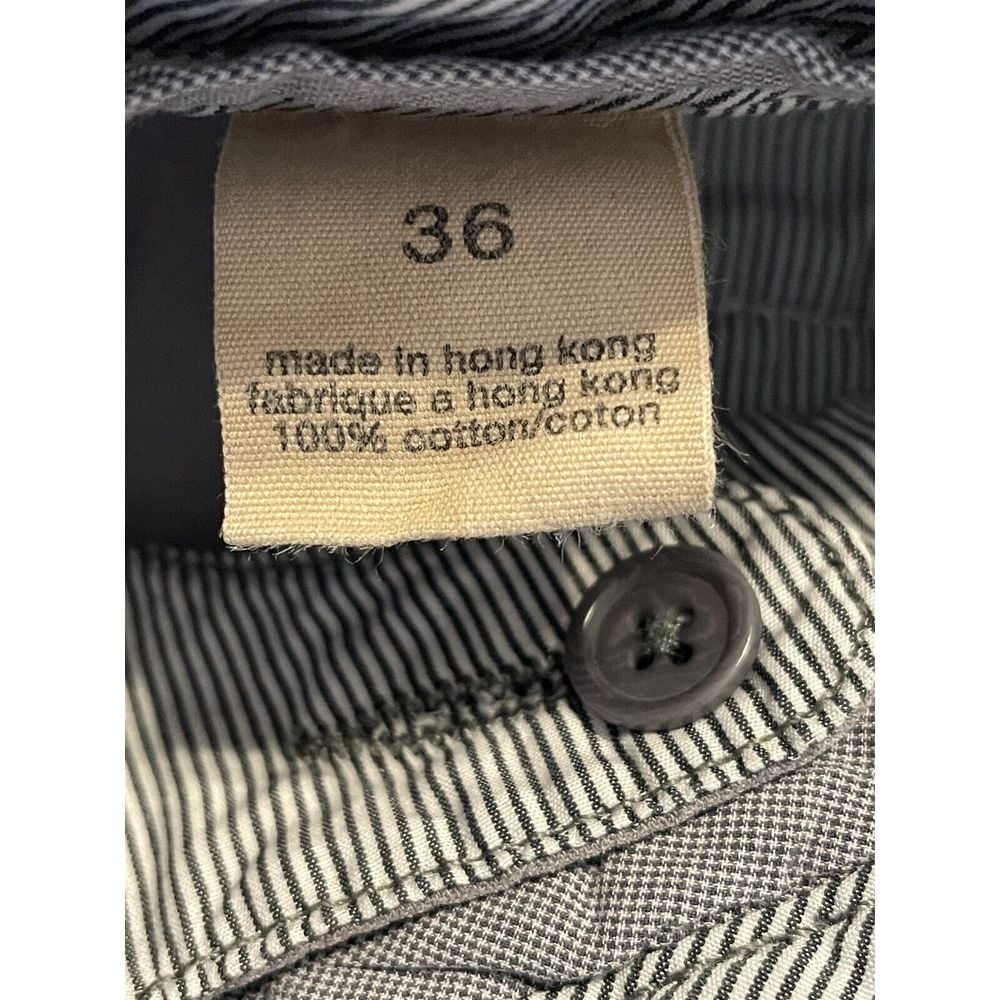 36
made in hong kong
fabrique a hong kong
100% cotton/coton